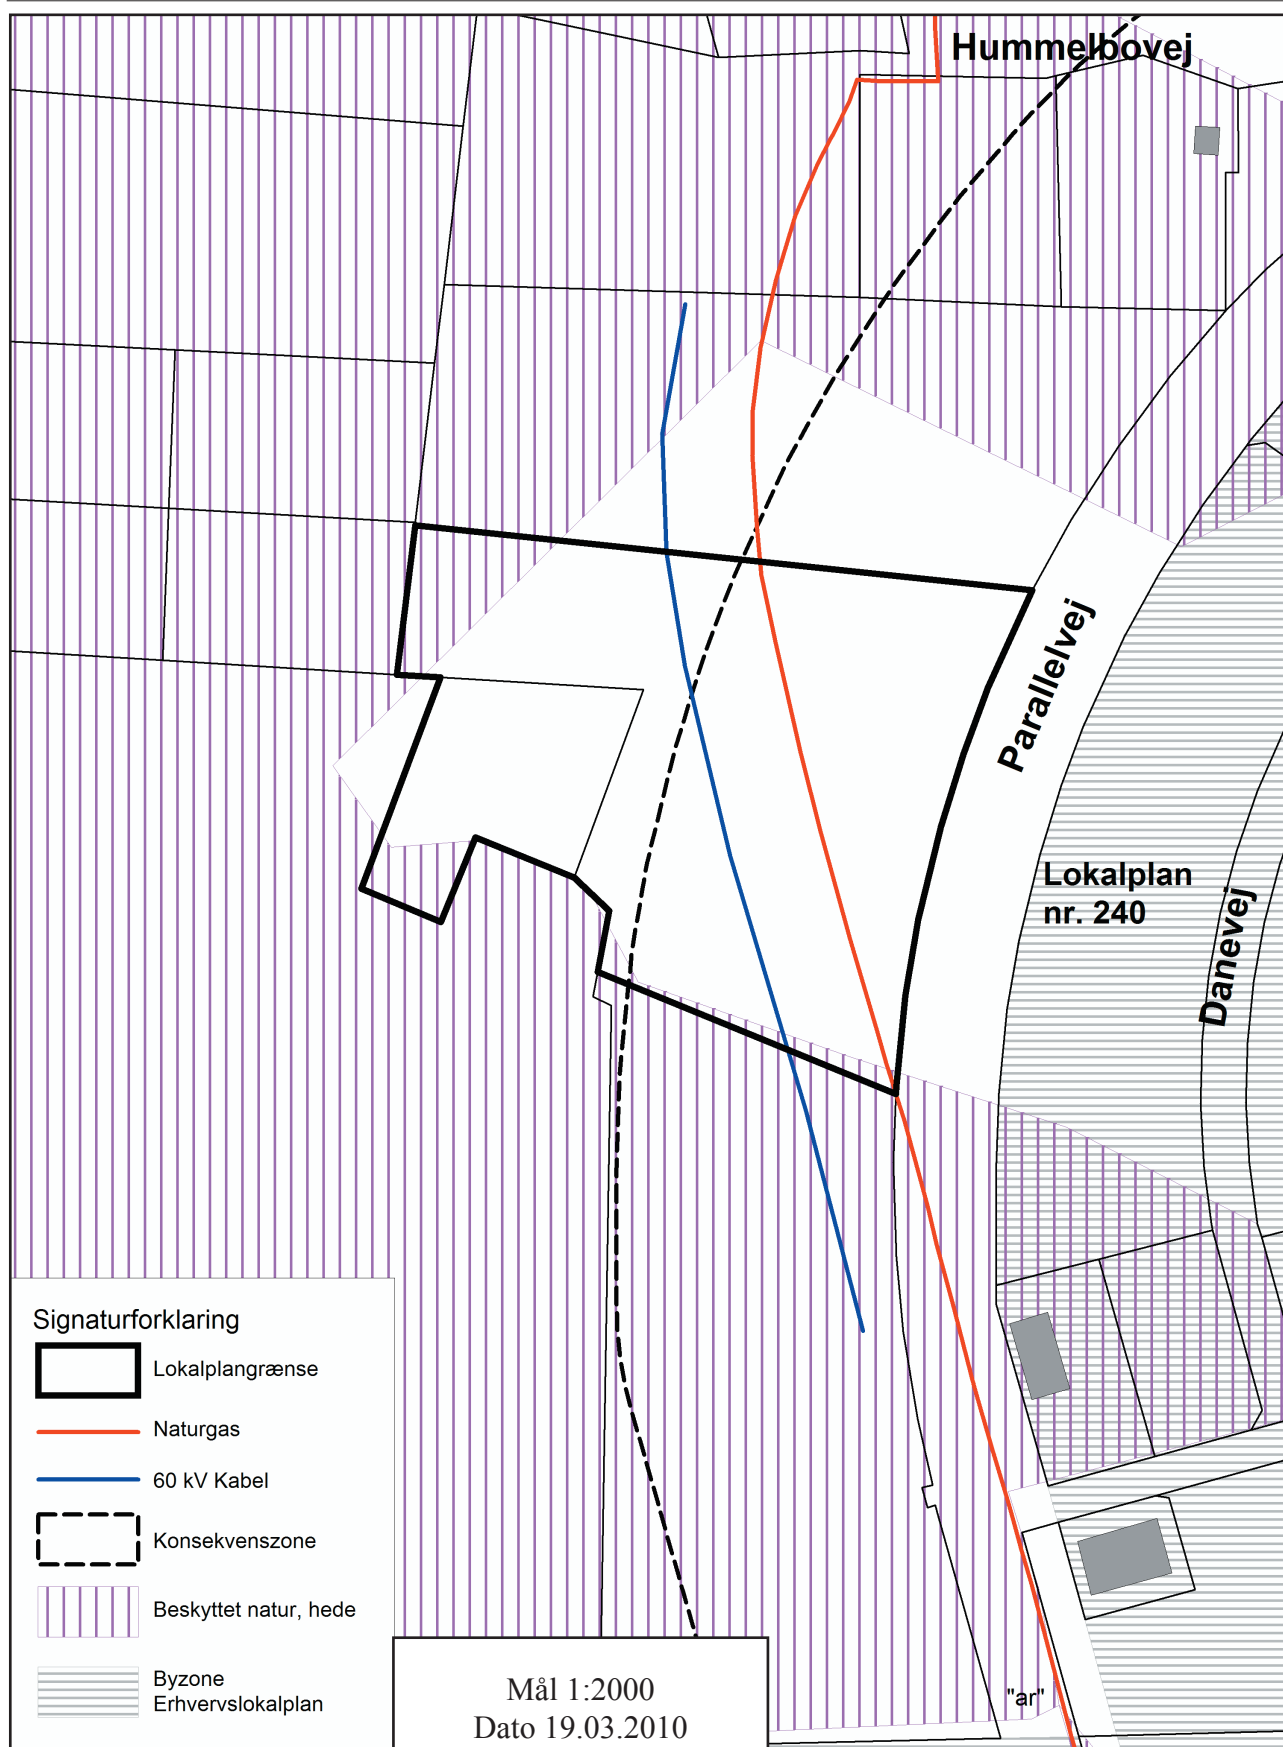 Hummelbovej
Parallelvej
Lokalplan
nr. 240
Danevej
Signaturforklaring
Lokalplangrænse
Naturgas
60 kV Kabel
Konsekvenszone
Beskyttet natur, hede
Byzone
Erhvervslokalplan
Mål 1:2000
Dato 19.03.2010
"ar"